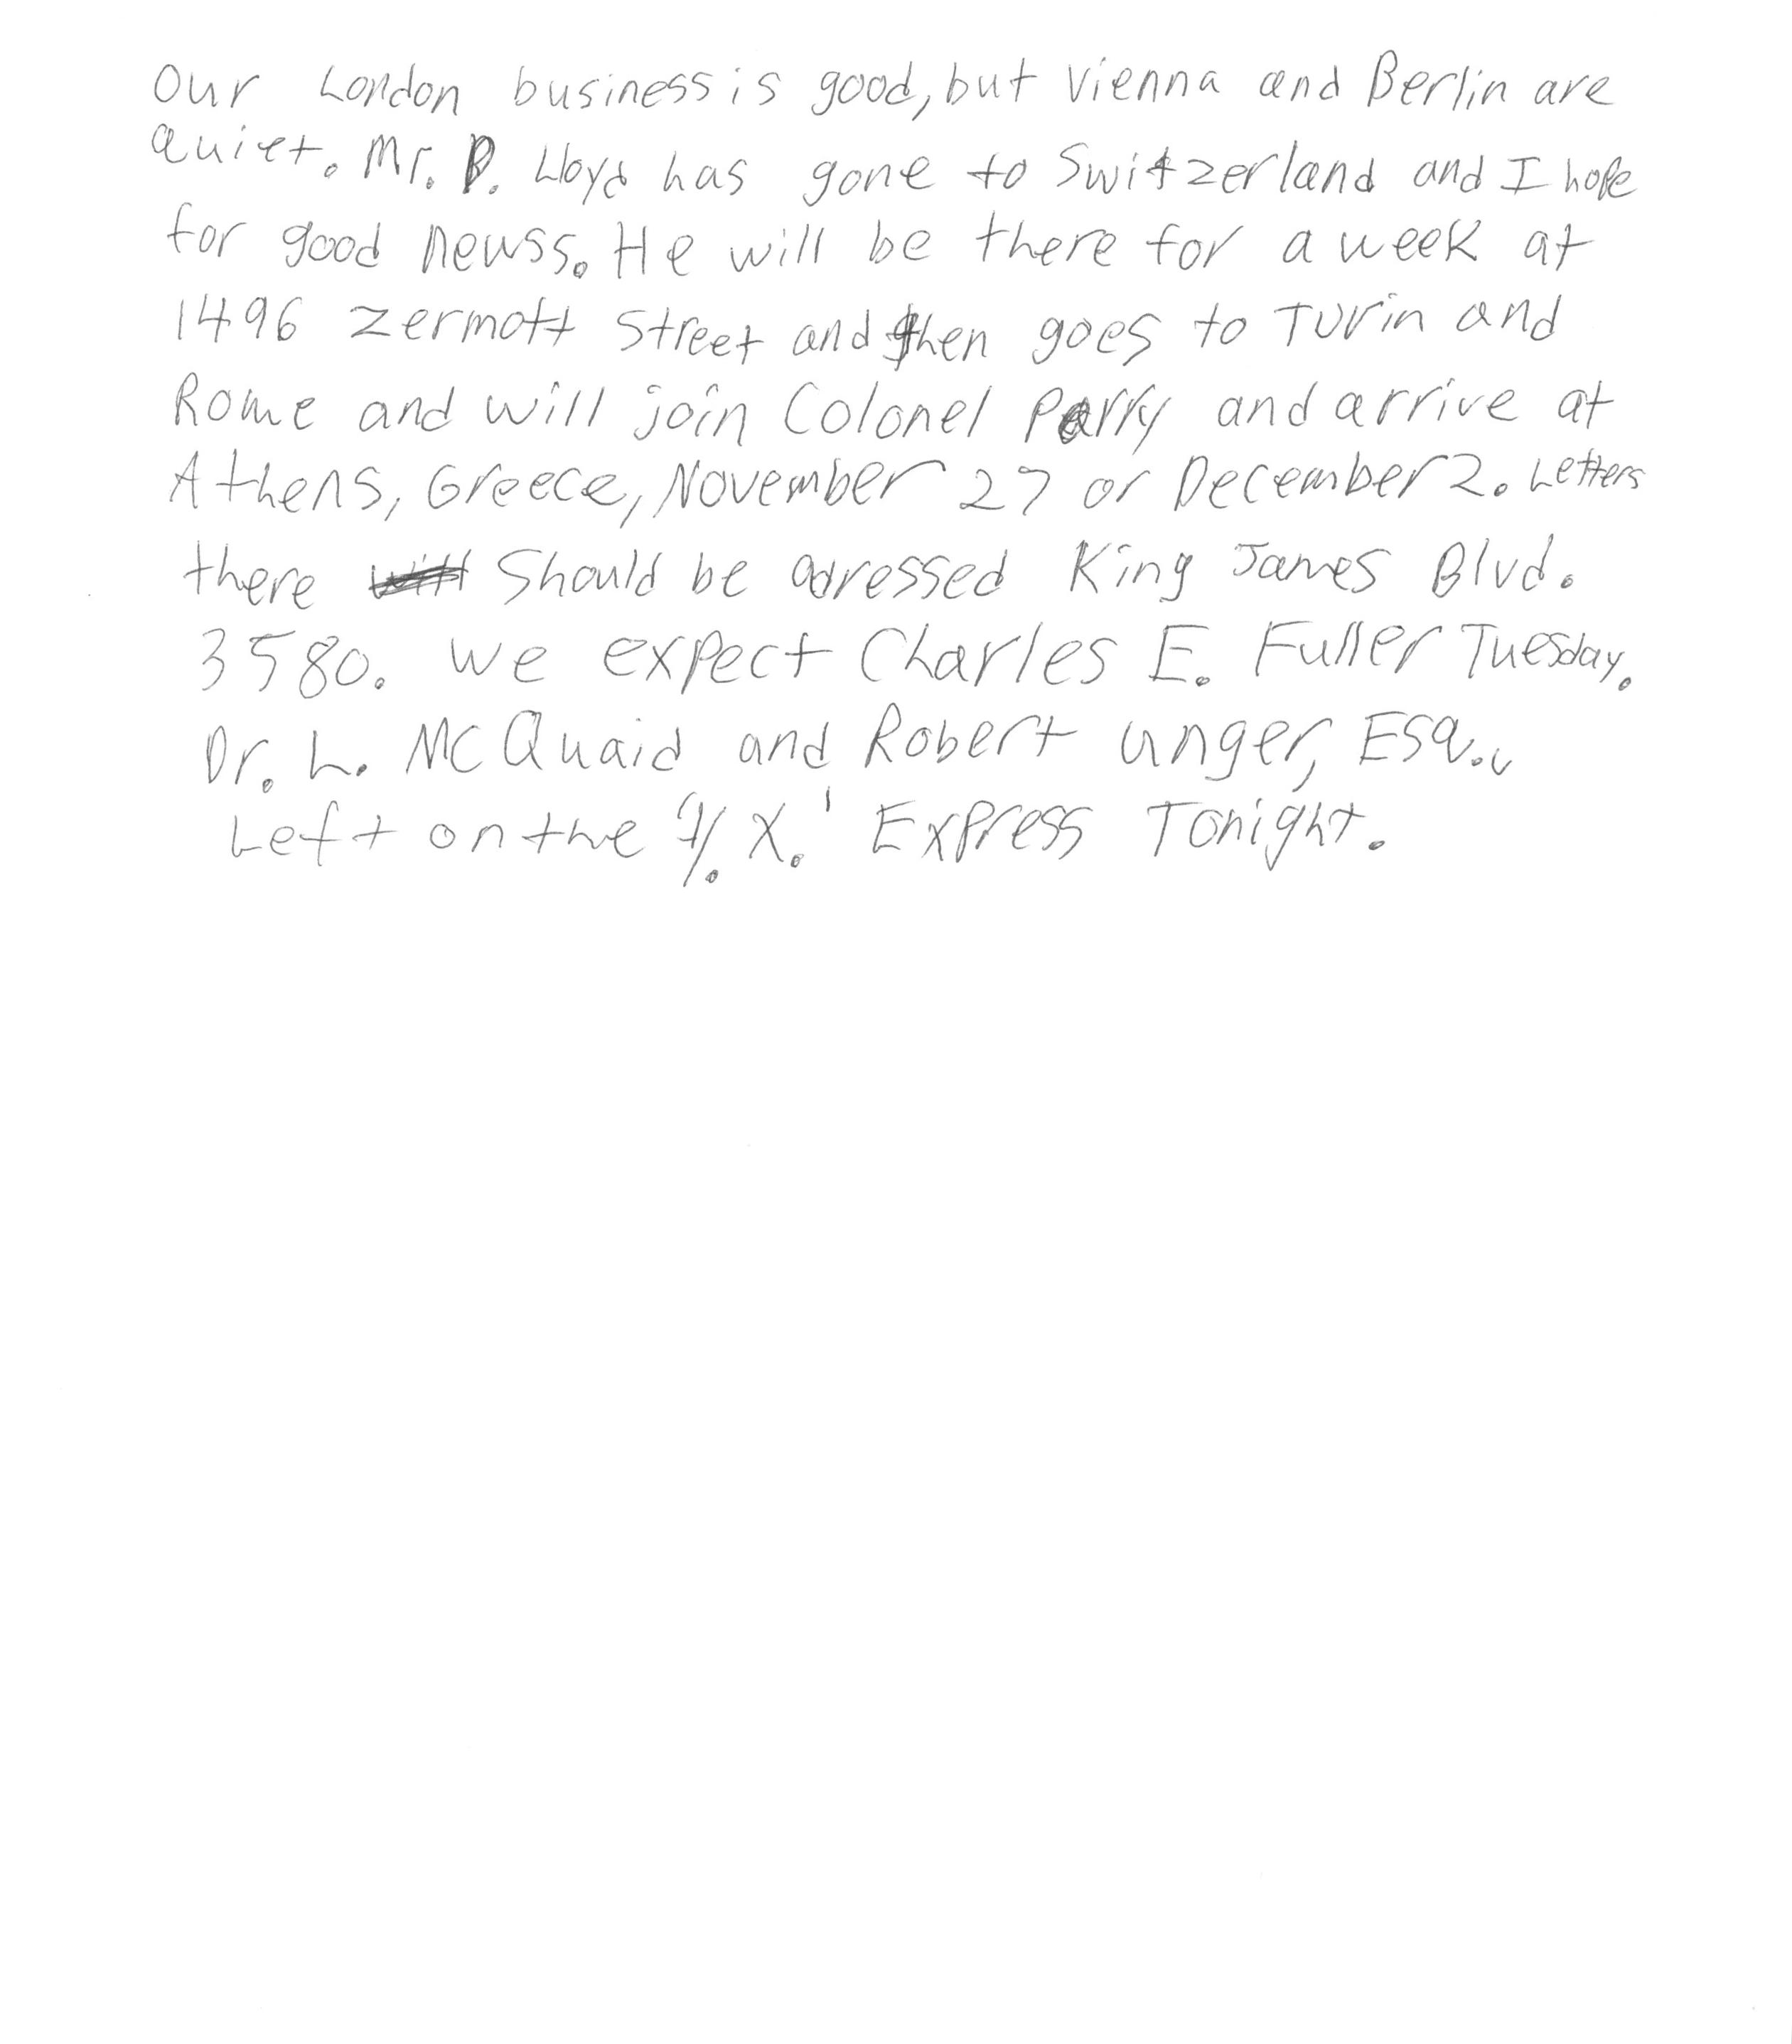 Our London business is good, but Vienna and Berlin are
quiet. Mr. D. Lloyd has gone to Switzerland and I hope
for good newss. He will be there for a week at
1496 Zermott Street and then goes to Turin and
Rome and will join Colonel Parry and arrive at
Athens, Greece, November 27 or December 2. Letters
there should be adressed King James Blvd.
3580. We expect Charles E. Fuller Tuesday.
Dr. L. McQuaid and Robert Unger, Esq.,
Left on the 'Y. X.' Express Tonight.